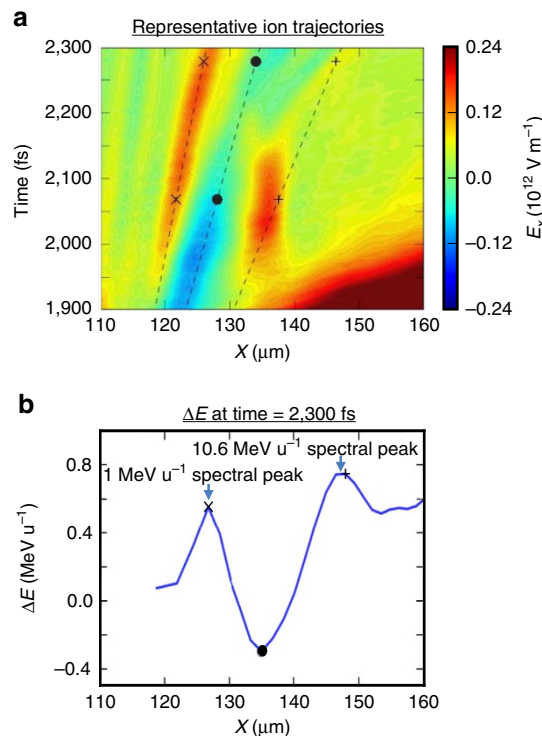 a
Representative ion trajectories
2,300
2,200
2,100
2,000
1,900
Time (fs)
110 120 130 140 150 160
X (μm)
0.24
0.12
0.0
−0.12
−0.24
(10¹² V m⁻¹)
b
ΔE at time = 2,300 fs
10.6 MeV u⁻¹ spectral peak
1 MeV u⁻¹ spectral peak
0.8
0.4
0.0
−0.4
ΔE (MeV u⁻¹)
110 120 130 140 150 160
X (μm)